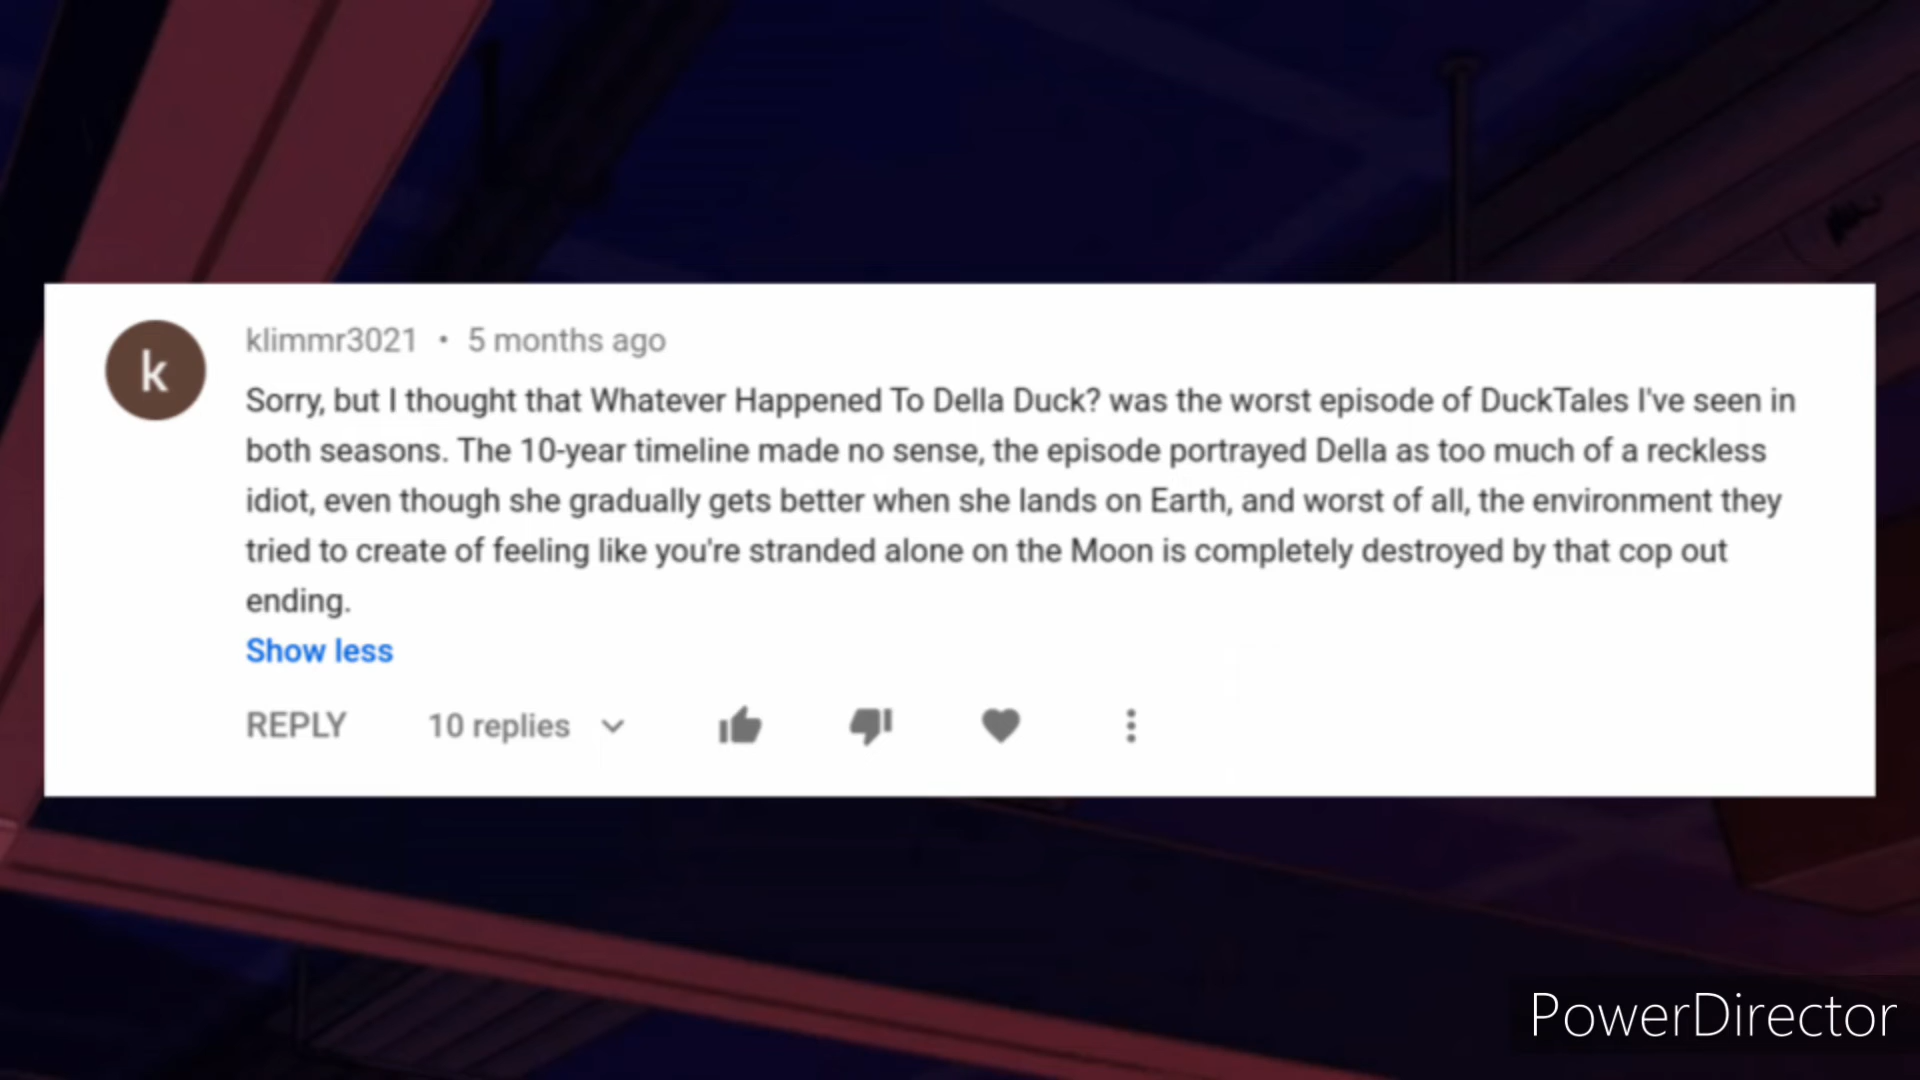 k
klimmr3021 • 5 months ago
Sorry, but I thought that Whatever Happened To Della Duck? was the worst episode of DuckTales I've seen in
both seasons. The 10-year timeline made no sense, the episode portrayed Della as too much of a reckless
idiot, even though she gradually gets better when she lands on Earth, and worst of all, the environment they
tried to create of feeling like you're stranded alone on the Moon is completely destroyed by that cop out
ending.
Show less
REPLY 10 replies
PowerDirector